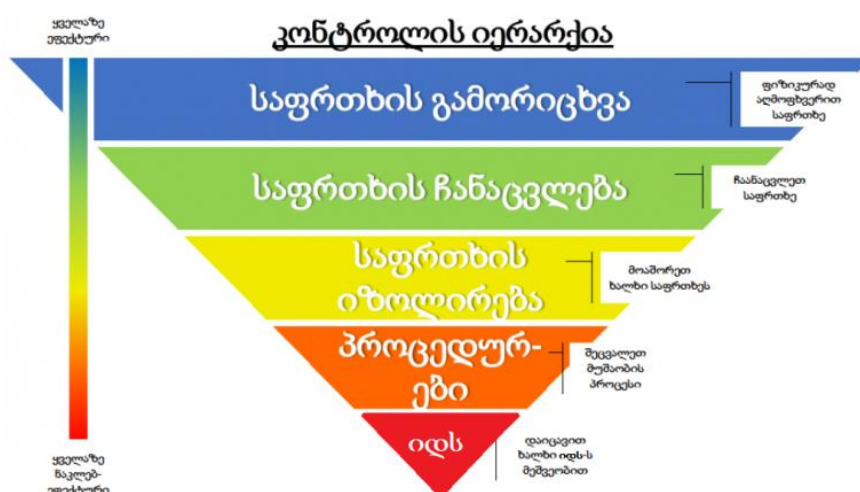 ყველაზე
ეფექტური
კონტროლის იერარქია
საფრთხის გამორიცხვა
ფიზიკურად
აღმოფხვერით
საფრთხე
საფრთხის ჩანაცვლება
ჩაანაცვლეთ
საფრთხე
საფრთხის
იზოლირება
მოაშორეთ
ხალხი საფრთხეს
პროცედურ-
ები
შეცვალეთ
მუშაობის
პროცესი
იდს
დაიცავით
ხალხი იდს-ს
მეშვეობით
ყველაზე
ნაკლებ-
ეფექტური